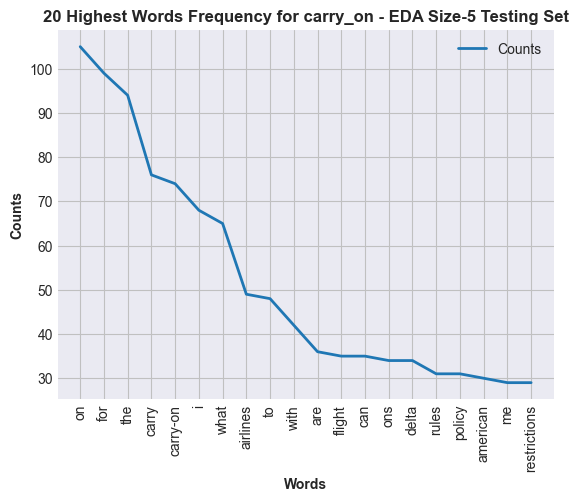 20 Highest Words Frequency for carry_on - EDA Size-5 Testing Set
Counts
Counts
100
90
80
70
60
50
40
30
on
for
the
carry
carry-on
i
what
airlines
to
with
are
flight
can
ons
delta
rules
policy
american
me
restrictions
Words